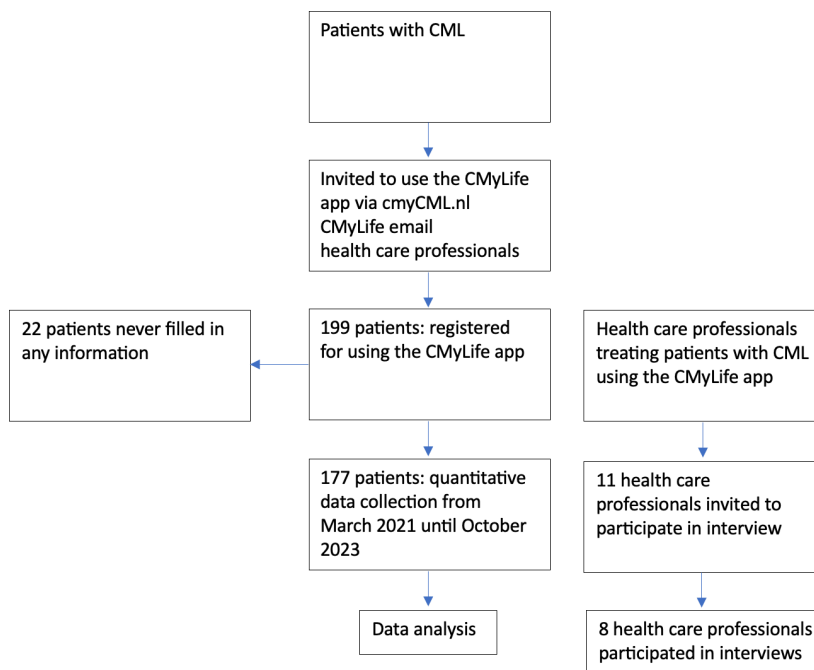 Patients with CML
Invited to use the CMyLife
app via cmyCML.nl
CMyLife email
health care professionals
22 patients never filled in
any information
199 patients: registered
for using the CMyLife app
Health care professionals
treating patients with CML
using the CMyLife app
177 patients: quantitative
data collection from
March 2021 until October
2023
11 health care
professionals invited to
participate in interview
Data analysis
8 health care professionals
participated in interviews